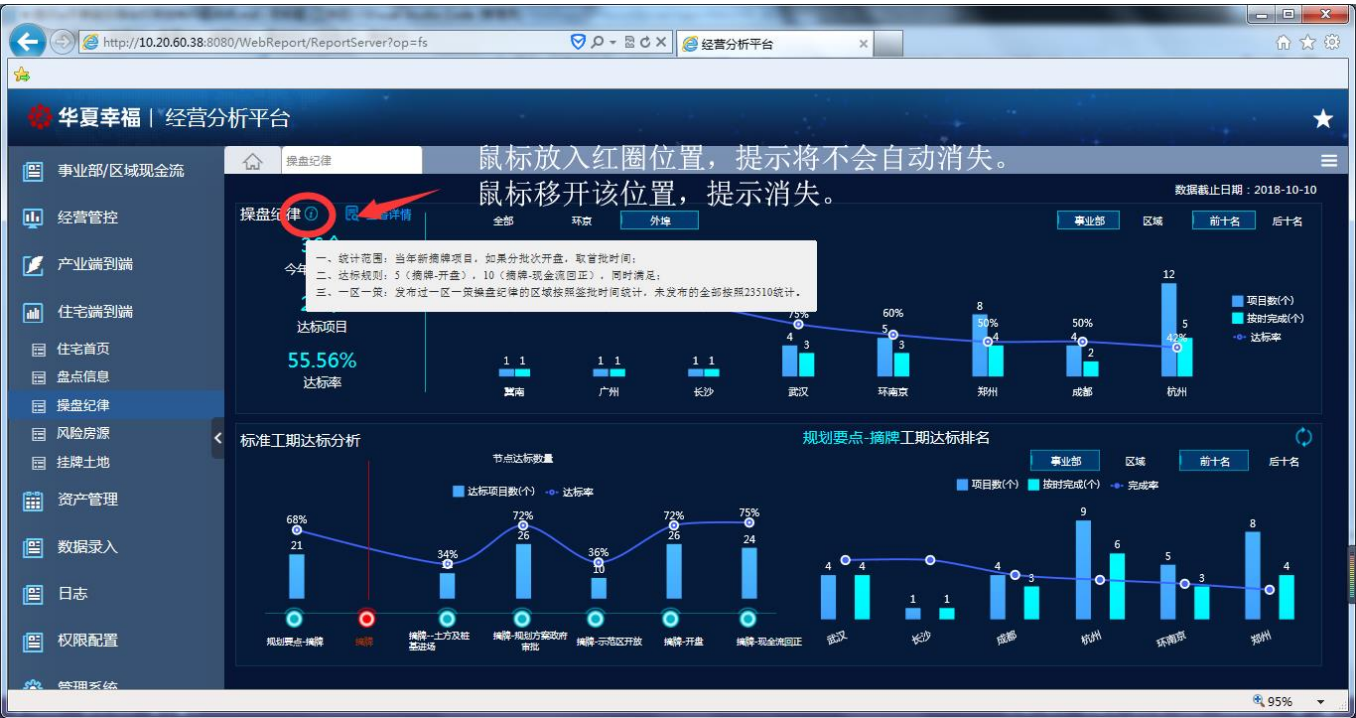 http://10.20.60.38:8080/WebReport/ReportServer?op=fs
经营分析平台
华夏幸福 | 经营分析平台
事业部/区域现金流
经营管控
产业端到端
住宅端到端
住宅首页
盘点信息
操盘纪律
风险房源
挂牌土地
资产管理
数据录入
日志
权限配置
管理系统
操盘纪律
鼠标放入红圈位置，提示将不会自动消失。
鼠标移开该位置，提示消失。
数据截止日期：2018-10-10
操盘纪律
详情
全部 环京 外埠
事业部 区域 前十名 后十名
一、统计范围：当年新摘牌项目，如果分批次开盘，取首批时间；
二、达标规则：5（摘牌-开盘），10（摘牌-现金流回正），同时满足；
三、一区一策：发布过一区一策操盘纪律的区域按照签批时间统计，未发布的全部按照23510统计。
今年
达标项目
55.56%
达标率
项目数(个)
按时完成(个)
达标率
75% 60% 50% 50% 42%
1 1 1 1 1 1 4 3 5 3 8 4 4 2 12 5
冀南 广州 长沙 武汉 环南京 郑州 成都 杭州
标准工期达标分析
节点达标数量
达标项目数(个) 达标率
68% 34% 72% 36% 72% 75%
21 26 10 26 24
规划要点-摘牌 摘牌 摘牌--土方及桩基进场 摘牌-规划方案政府审批 摘牌-示范区开放 摘牌-开盘 摘牌-现金流回正
规划要点-摘牌工期达标排名
事业部 区域 前十名 后十名
项目数(个) 按时完成(个) 完成率
4 4 1 1 4 3 9 6 5 3 8 4
武汉 长沙 成都 杭州 环南京 郑州
95%